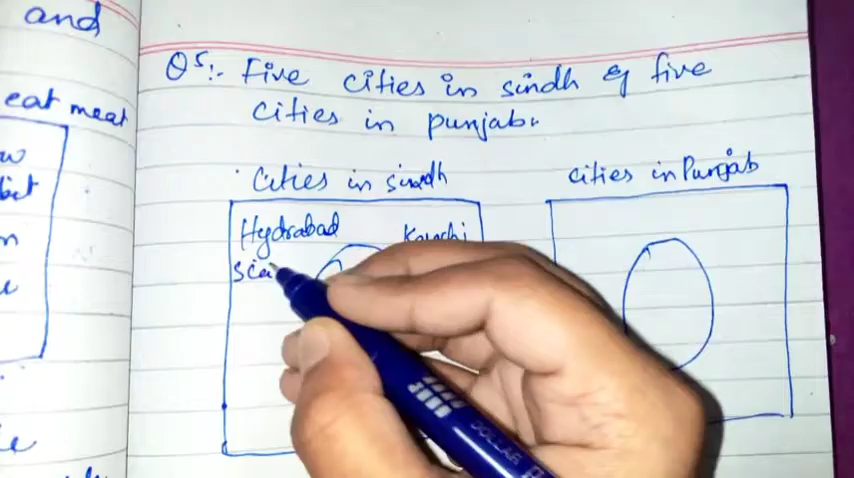 and
eat meat
Q5:- Five cities in sindh & five
cities in punjab.
Cities in sindh
cities in Punjab
Hydrabad
Karachi
DOLLAR